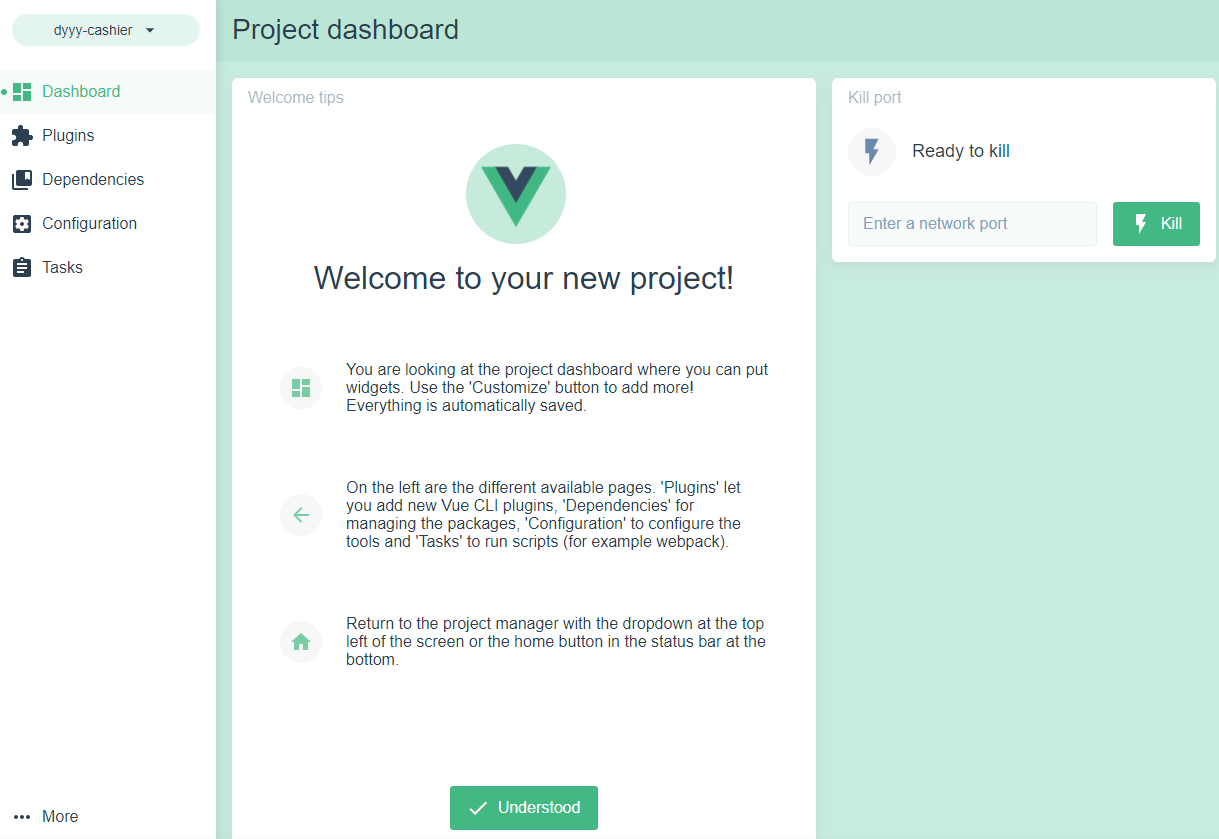 dyyy-cashier
Project dashboard
Dashboard
Plugins
Dependencies
Configuration
Tasks
More
Welcome tips
Welcome to your new project!
You are looking at the project dashboard where you can put
widgets. Use the 'Customize' button to add more!
Everything is automatically saved.
On the left are the different available pages. 'Plugins' let
you add new Vue CLI plugins, 'Dependencies' for
managing the packages, 'Configuration' to configure the
tools and 'Tasks' to run scripts (for example webpack).
Return to the project manager with the dropdown at the top
left of the screen or the home button in the status bar at the
bottom.
Understood
Kill port
Ready to kill
Enter a network port
Kill